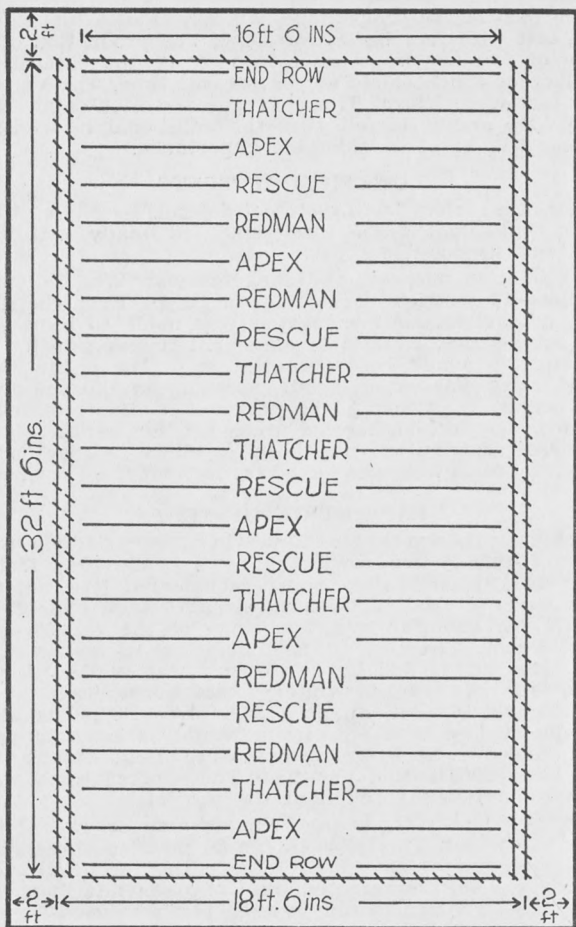 2 ft
16 ft 6 INS
END ROW
THATCHER
APEX
RESCUE
REDMAN
APEX
REDMAN
RESCUE
THATCHER
REDMAN
THATCHER
RESCUE
APEX
RESCUE
THATCHER
APEX
REDMAN
RESCUE
REDMAN
THATCHER
APEX
END ROW
32 ft 6 ins.
2 ft
18 ft. 6 ins
2 ft